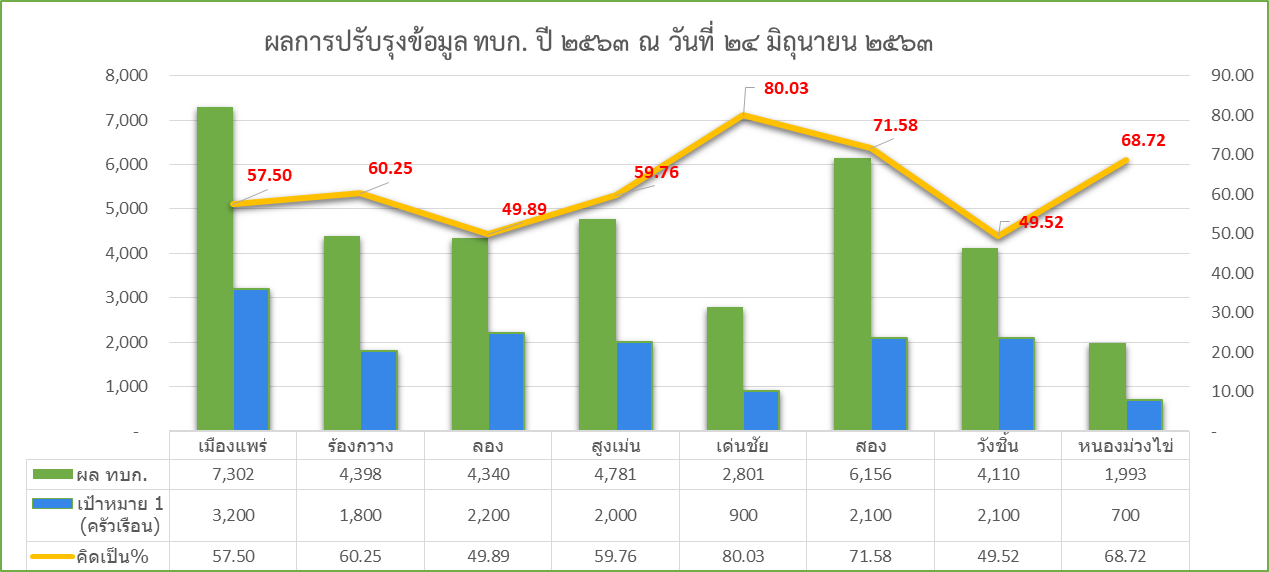 ผลการปรับรุงข้อมูล ทบก. ปี ๒๕๖๓ ณ วันที่ ๒๔ มิถุนายน ๒๕๖๓
8,000 90.00
7,000 80.00
6,000 70.00
5,000 60.00
4,000 50.00
3,000 40.00
2,000 30.00
1,000 20.00
- 10.00
-
57.50 60.25 49.89 59.76 80.03 71.58 49.52 68.72
เมืองแพร่ ร้องกวาง ลอง สูงเม่น เด่นชัย สอง วังชิ้น หนองม่วงไข่
ผล ทบก. 7,302 4,398 4,340 4,781 2,801 6,156 4,110 1,993
เป้าหมาย 1
(ครัวเรือน) 3,200 1,800 2,200 2,000 900 2,100 2,100 700
คิดเป็น% 57.50 60.25 49.89 59.76 80.03 71.58 49.52 68.72